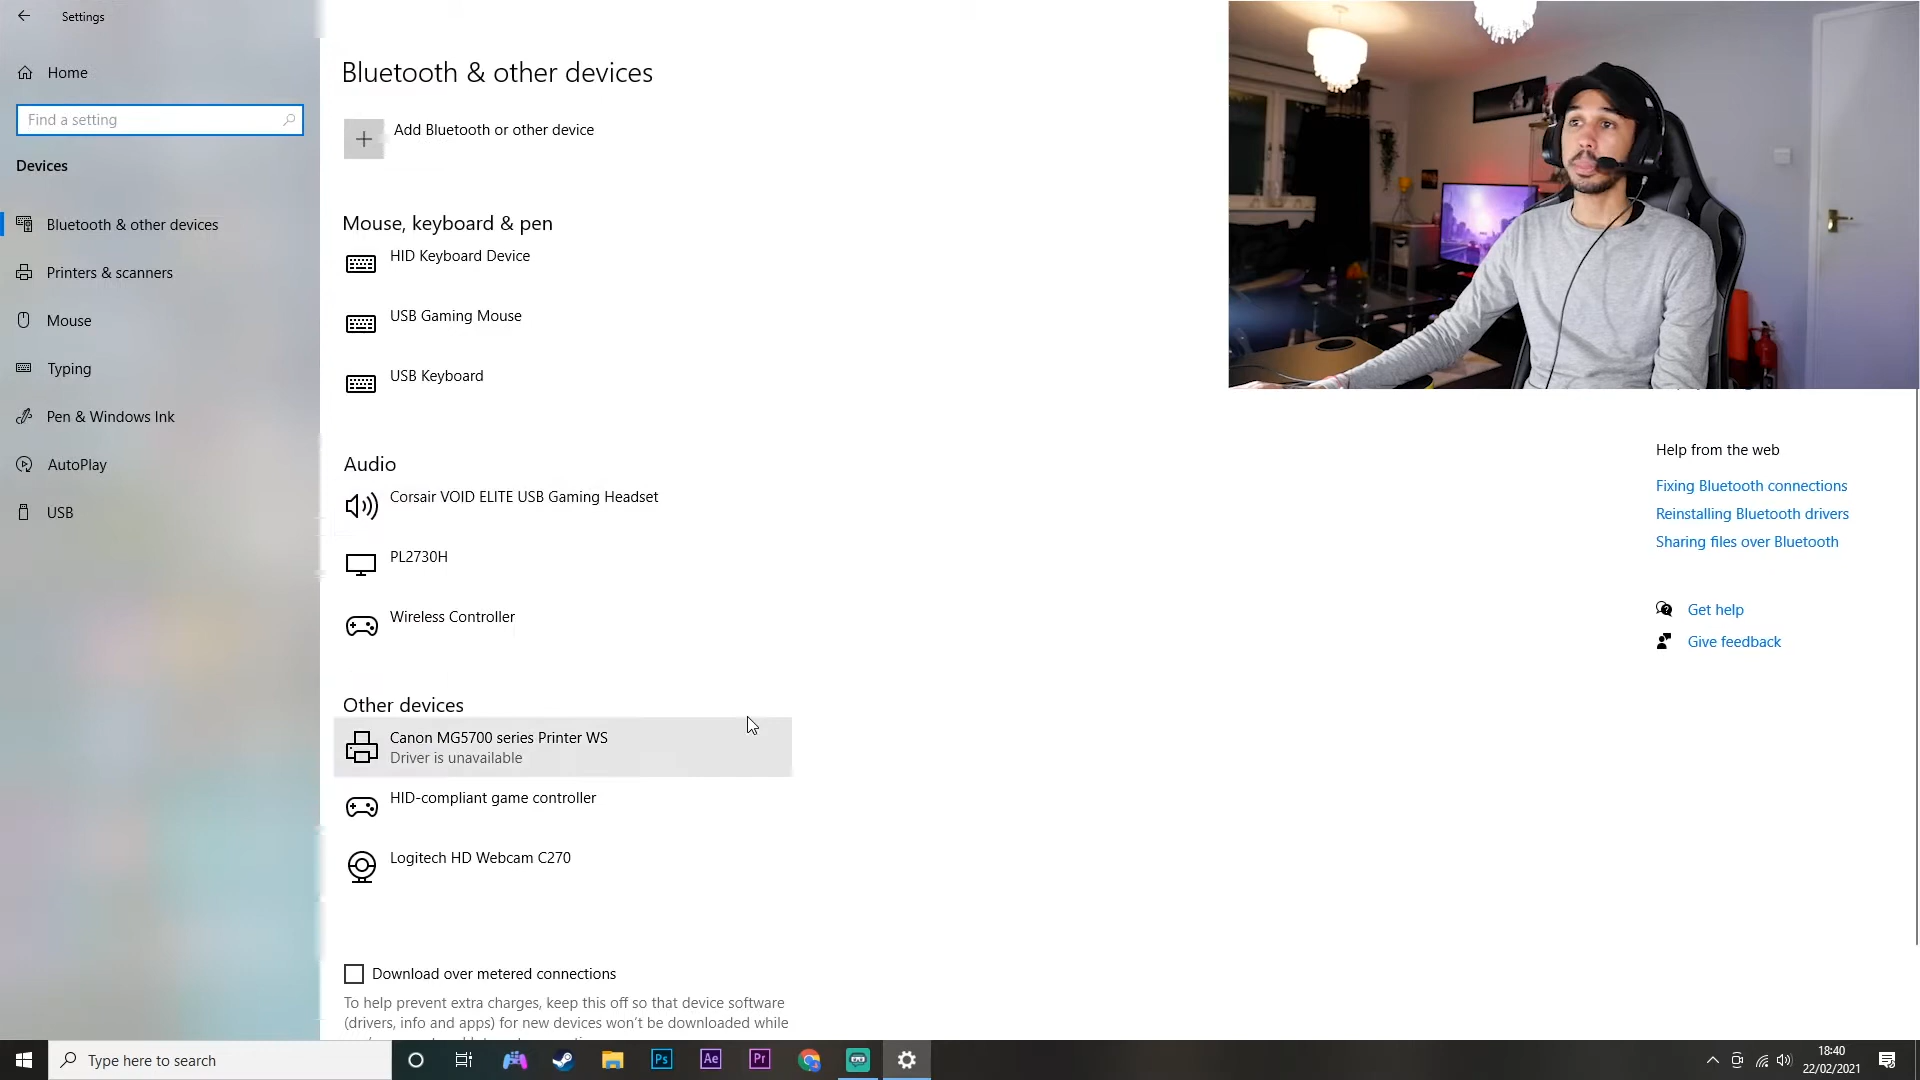 Settings
Home
Find a setting
Devices
Bluetooth & other devices
Printers & scanners
Mouse
Typing
Pen & Windows Ink
AutoPlay
USB
Bluetooth & other devices
Add Bluetooth or other device
Mouse, keyboard & pen
HID Keyboard Device
USB Gaming Mouse
USB Keyboard
Audio
Corsair VOID ELITE USB Gaming Headset
PL2730H
Wireless Controller
Other devices
Canon MG5700 series Printer WS
Driver is unavailable
HID-compliant game controller
Logitech HD Webcam C270
Download over metered connections
To help prevent extra charges, keep this off so that device software
(drivers, info and apps) for new devices won't be downloaded while
Help from the web
Fixing Bluetooth connections
Reinstalling Bluetooth drivers
Sharing files over Bluetooth
Get help
Give feedback
Type here to search
Ps
Ae
Pr
18:40
22/02/2021